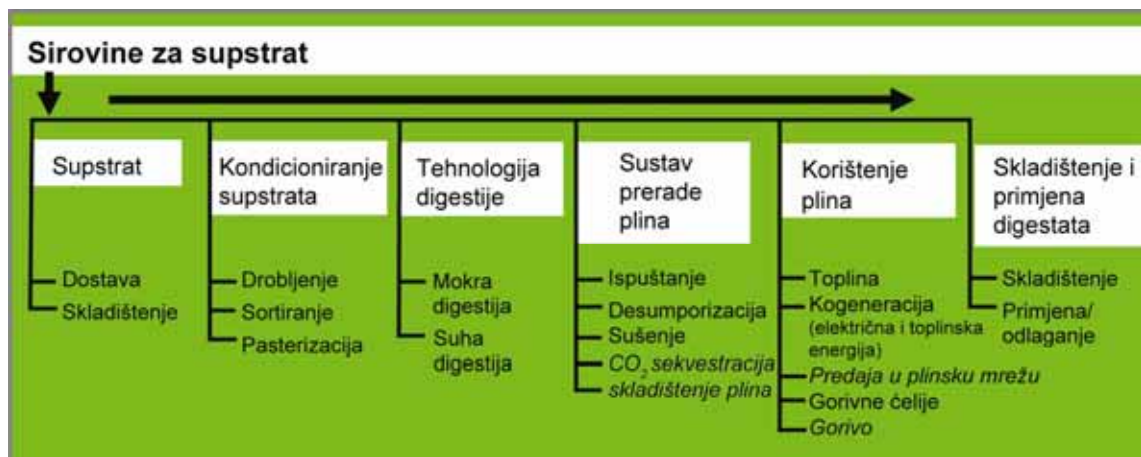 Sirovine za supstrat
Supstrat
Dostava
Skladištenje
Kondicioniranje
supstrata
Drobljenje
Sortiranje
Pasterizacija
Tehnologija
digestije
Mokra
digestija
Suha
digestija
Sustav
prerade
plina
Ispuštanje
Desumporizacija
Sušenje
CO₂ sekvestracija
skladištenje plina
Korištenje
plina
Toplina
Kogeneracija
(električna i toplinska
energija)
Predaja u plinsku mrežu
Gorivne ćelije
Gorivo
Skladištenje i
primjena
digestata
Skladištenje
Primjena/
odlaganje